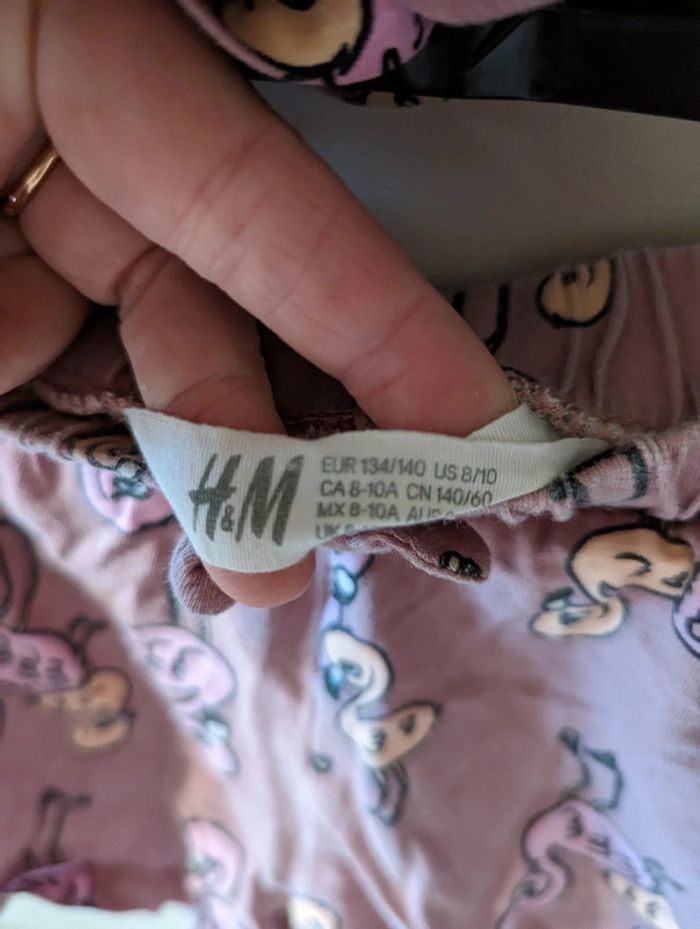 H&M
EUR 134/140 US 8/10
CA 8-10A CN 140/60
MX 8-10A